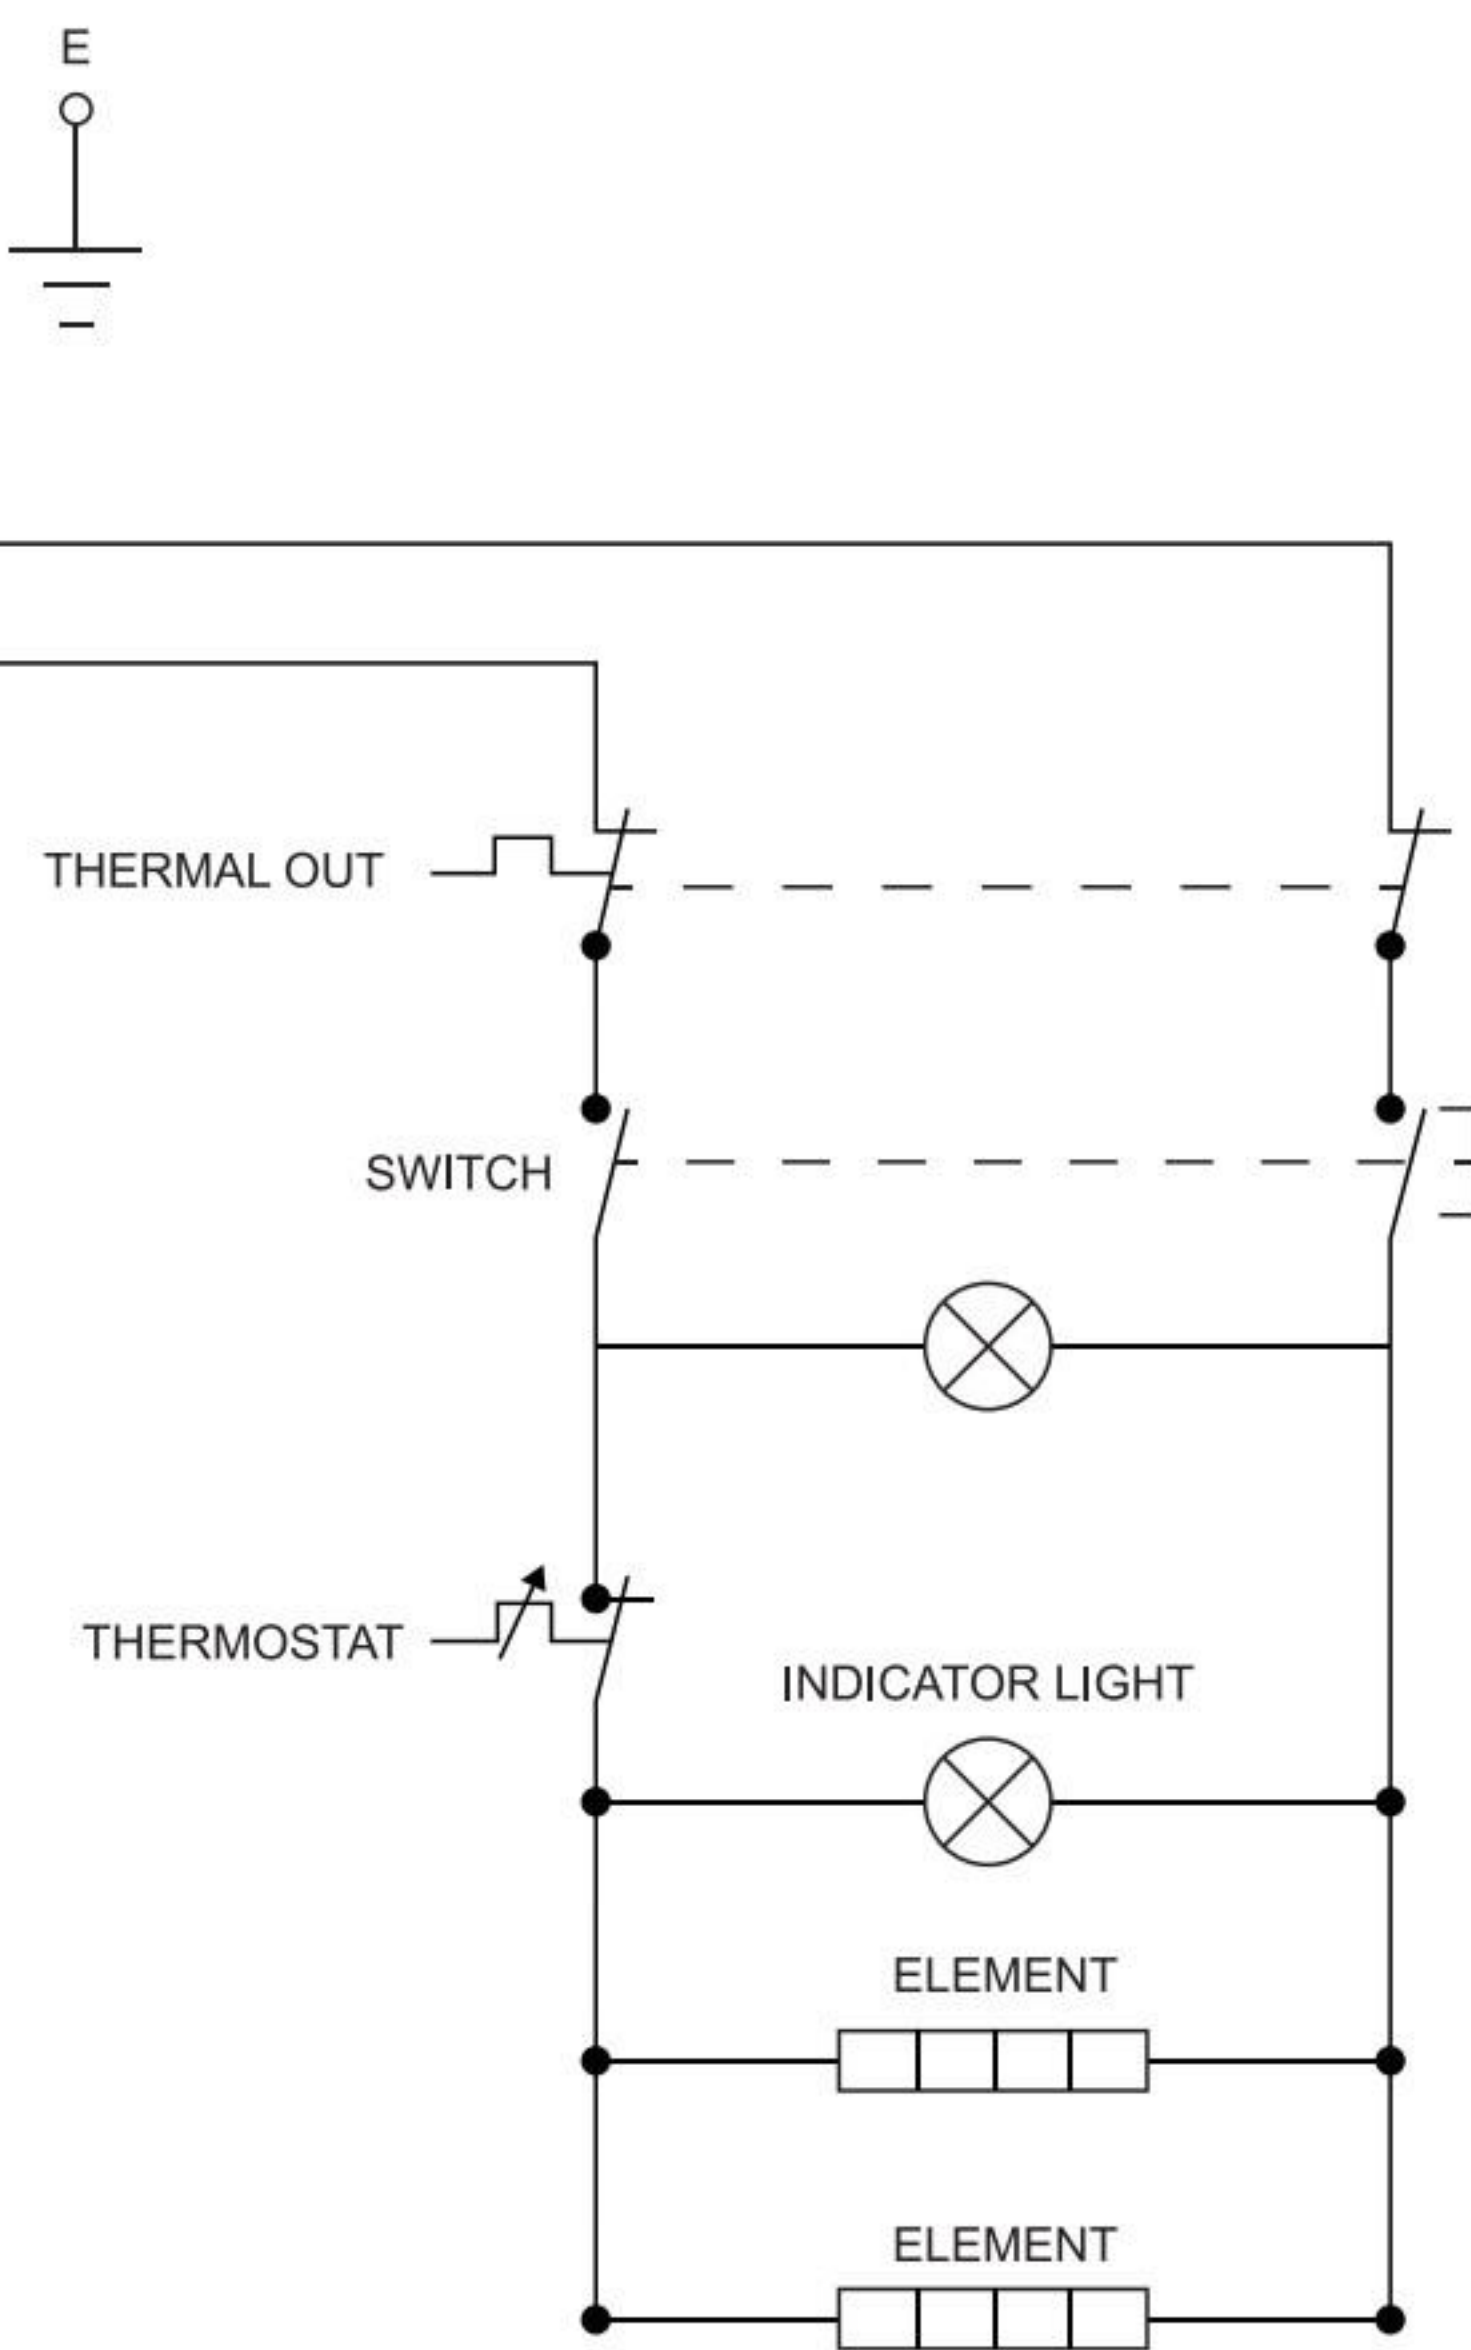 E
THERMAL OUT
SWITCH
THERMOSTAT
INDICATOR LIGHT
ELEMENT
ELEMENT